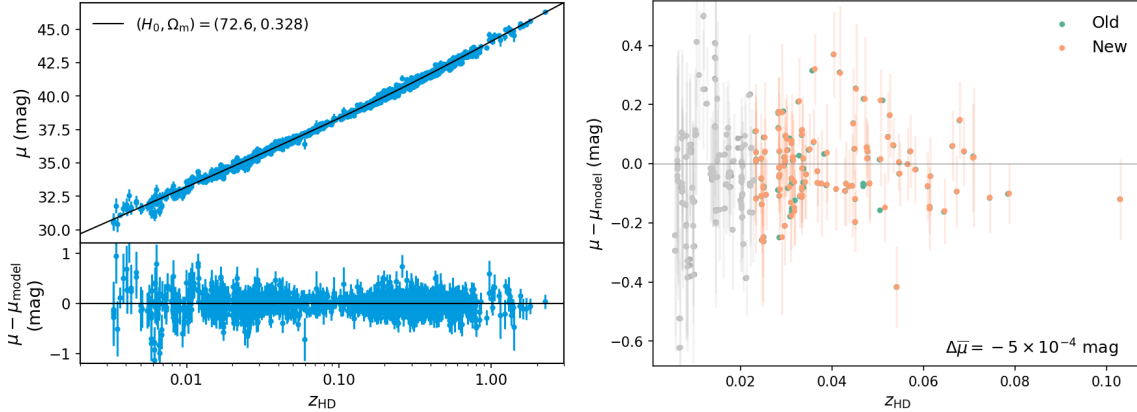 (H₀, Ωₘ) = (72.6, 0.328)
μ (mag)
45.0
42.5
40.0
37.5
35.0
32.5
30.0
μ − μmodel
(mag)
1
0
−1
0.01
0.10
1.00
zHD
Old
New
μ − μmodel (mag)
0.4
0.2
0.0
−0.2
−0.4
−0.6
Δμ̅ = − 5 × 10⁻⁴ mag
0.02
0.04
0.06
0.08
0.10
zHD